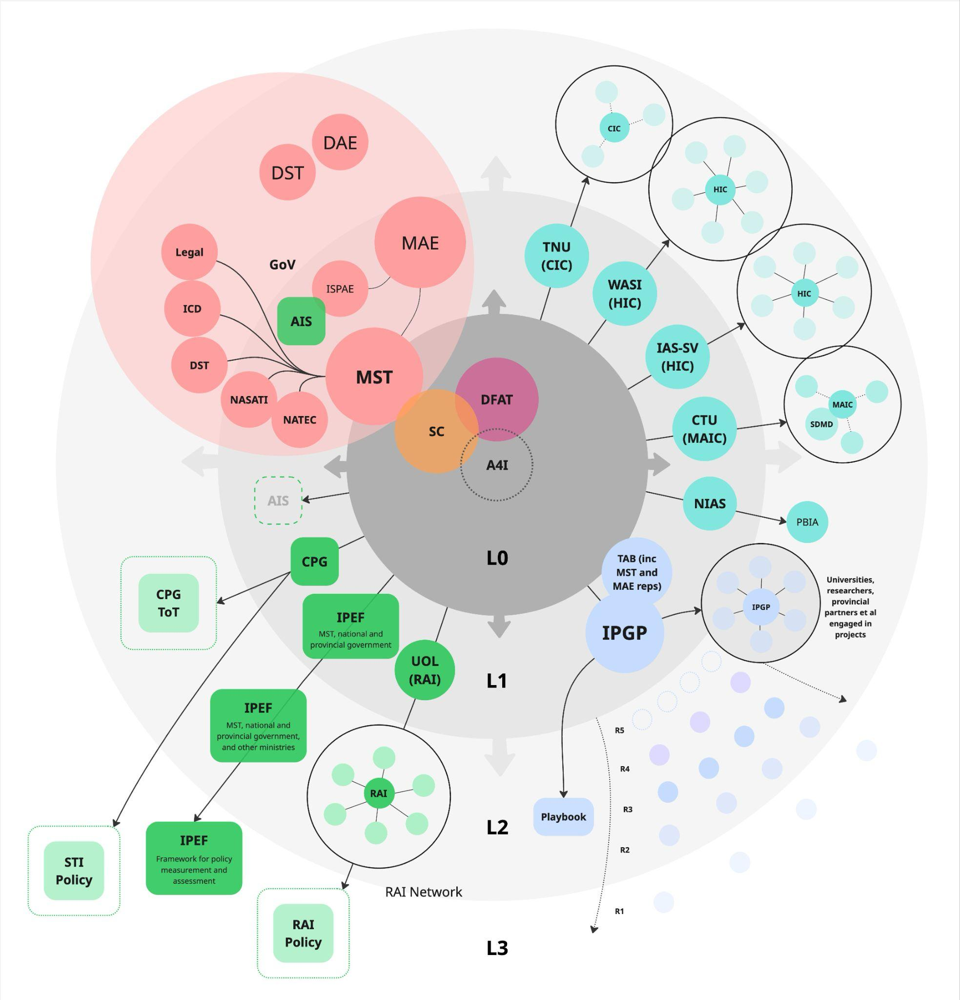 DAE
DST
MAE
Legal
GoV
ISPAE
ICD
AIS
DST
MST
NASATI
NATEC
DFAT
SC
A4I
CIC
HIC
HIC
TNU
(CIC)
WASI
(HIC)
IAS-SV
(HIC)
CTU
(MAIC)
MAIC
SDMD
NIAS
PBIA
AIS
CPG
CPG
ToT
L0
TAB (inc
MST and
MAE reps)
IPGP
IPGP
Universities,
researchers,
provincial
partners et al
engaged in
projects
IPEF
MST, national and
provincial government
UOL
(RAI)
L1
IPEF
MST, national and
provincial government,
and other ministries
R5
R4
R3
R2
R1
RAI
Playbook
L2
IPEF
Framework for policy
measurement and
assessment
STI
Policy
RAI Network
RAI
Policy
L3